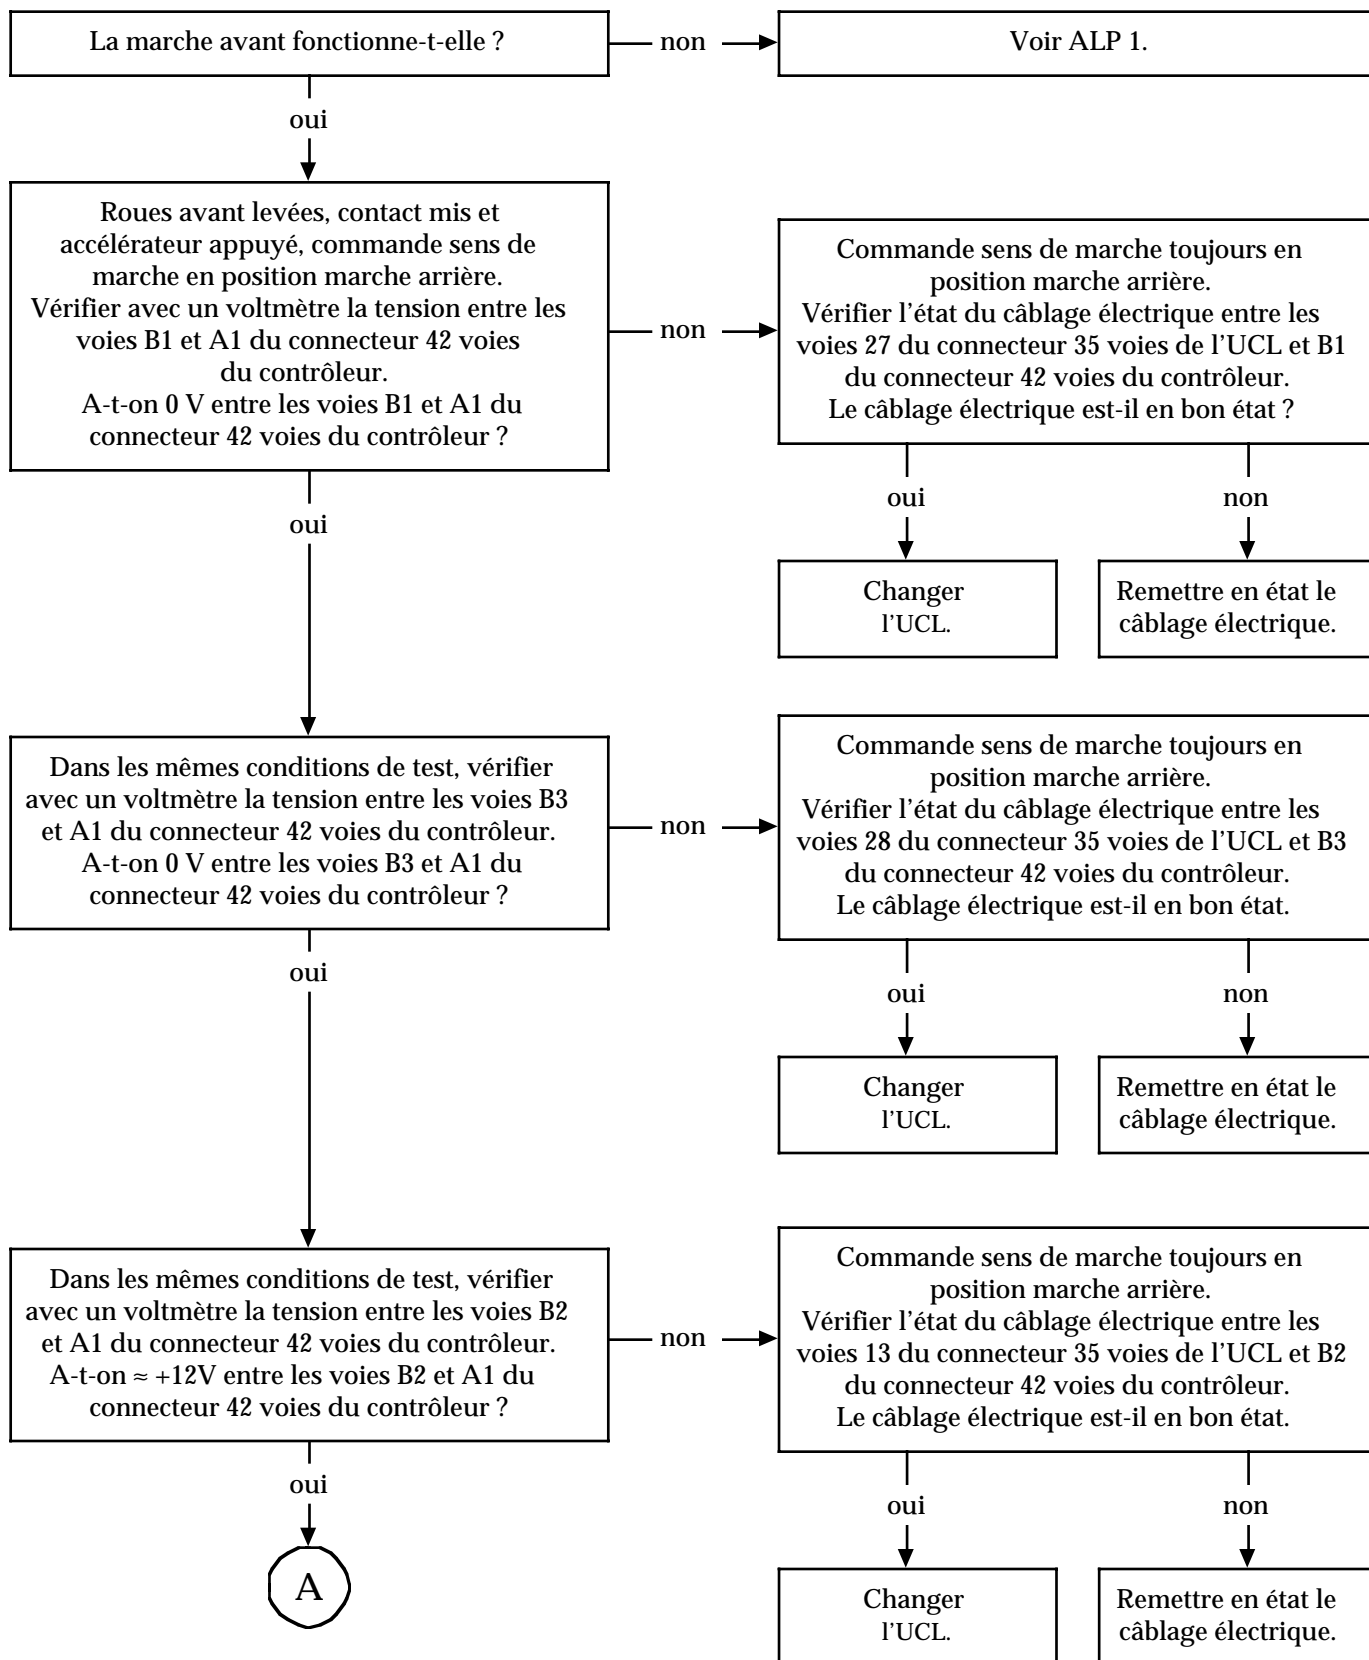 La marche avant fonctionne-t-elle ?
non
Voir ALP 1.
oui
Roues avant levées, contact mis et
accélérateur appuyé, commande sens de
marche en position marche arrière.
Vérifier avec un voltmètre la tension entre les
voies B1 et A1 du connecteur 42 voies
du contrôleur.
A-t-on 0 V entre les voies B1 et A1 du
connecteur 42 voies du contrôleur ?
non
Commande sens de marche toujours en
position marche arrière.
Vérifier l'état du câblage électrique entre les
voies 27 du connecteur 35 voies de l'UCL et B1
du connecteur 42 voies du contrôleur.
Le câblage électrique est-il en bon état ?
oui
non
oui
Changer
l'UCL.
Remettre en état le
câblage électrique.
Dans les mêmes conditions de test, vérifier
avec un voltmètre la tension entre les voies B3
et A1 du connecteur 42 voies du contrôleur.
A-t-on 0 V entre les voies B3 et A1 du
connecteur 42 voies du contrôleur ?
non
Commande sens de marche toujours en
position marche arrière.
Vérifier l'état du câblage électrique entre les
voies 28 du connecteur 35 voies de l'UCL et B3
du connecteur 42 voies du contrôleur.
Le câblage électrique est-il en bon état.
oui
oui
non
Changer
l'UCL.
Remettre en état le
câblage électrique.
Dans les mêmes conditions de test, vérifier
avec un voltmètre la tension entre les voies B2
et A1 du connecteur 42 voies du contrôleur.
A-t-on ≈ +12V entre les voies B2 et A1 du
connecteur 42 voies du contrôleur ?
non
Commande sens de marche toujours en
position marche arrière.
Vérifier l'état du câblage électrique entre les
voies 13 du connecteur 35 voies de l'UCL et B2
du connecteur 42 voies du contrôleur.
Le câblage électrique est-il en bon état.
oui
oui
non
A
Changer
l'UCL.
Remettre en état le
câblage électrique.